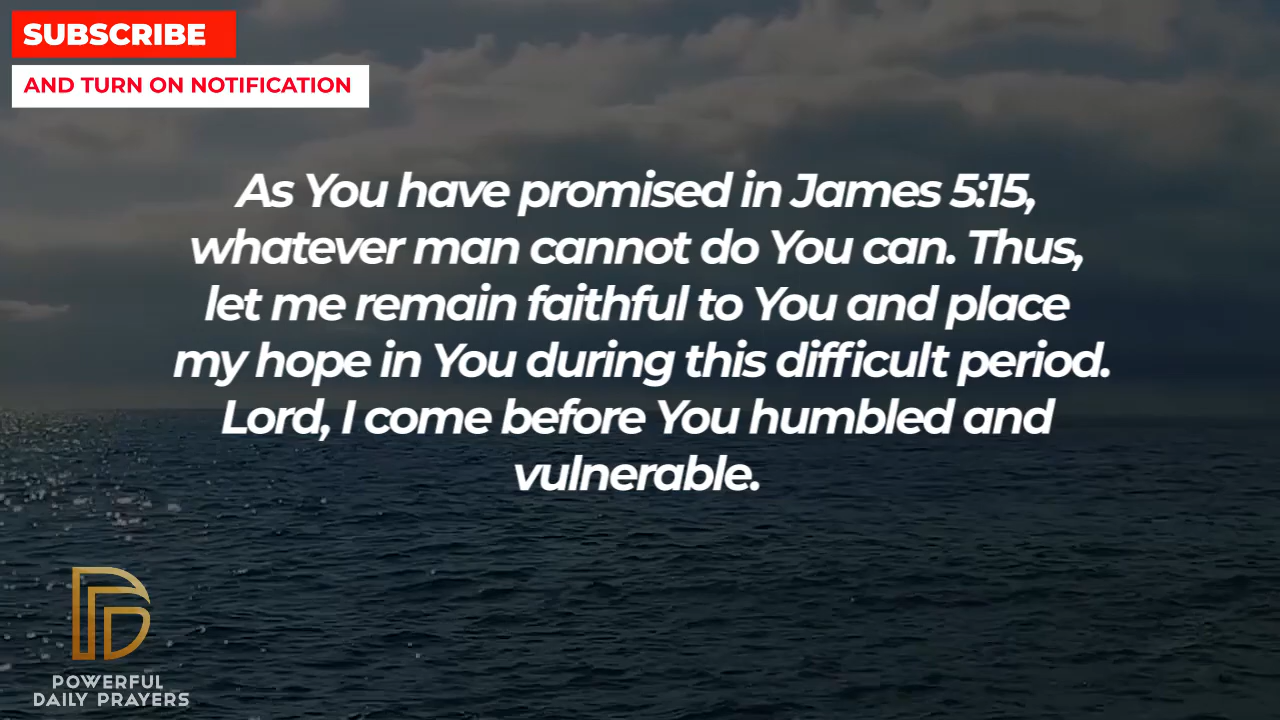 SUBSCRIBE
AND TURN ON NOTIFICATION
As You have promised in James 5:15,
whatever man cannot do You can. Thus,
let me remain faithful to You and place
my hope in You during this difficult period.
Lord, I come before You humbled and
vulnerable.
POWERFUL
DAILY PRAYERS